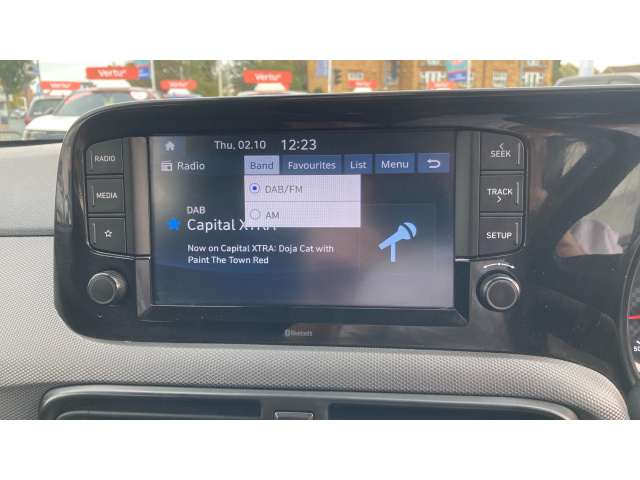 Vertu
Vertu
Vertu
Vertu
Thu, 02.10 12:23
RADIO
MEDIA
Radio Band Favourites List Menu
DAB/FM
AM
DAB
Capital XTRA
Now on Capital XTRA: Doja Cat with
Paint The Town Red
SEEK
TRACK
SETUP
Bluetooth